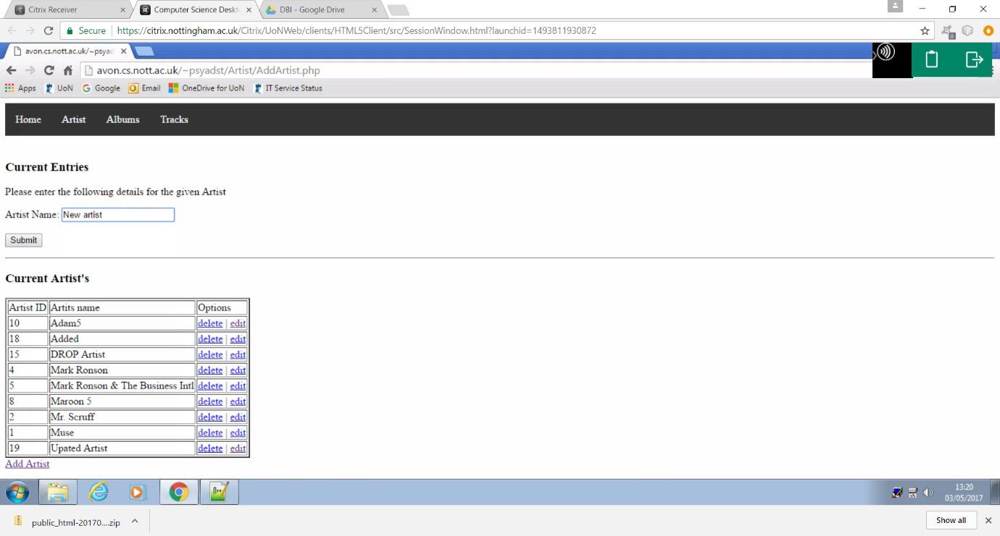 Citrix Receiver
Computer Science Deskt
DBI - Google Drive
Secure
https://citrix.nottingham.ac.uk/Citrix/UoNWeb/clients/HTML5Client/src/SessionWindow.html?launchid=1493811930872
0
avon.cs.nott.ac.uk/~psyad
avon.cs.nott.ac.uk/~psyadst/Artist/AddArtist.php
Apps UoN Google Email OneDrive for UoN IT Service Status
Home Artist Albums Tracks
Current Entries
Please enter the following details for the given Artist
Artist Name: New artist
Submit
Current Artist's
Artist ID Artits name Options
10 Adam5 delete | edit
18 Added delete | edit
15 DROP Artist delete | edit
4 Mark Ronson delete | edit
5 Mark Ronson & The Business Intl delete | edit
8 Maroon 5 delete | edit
2 Mr. Scruff delete | edit
1 Muse delete | edit
19 Upated Artist delete | edit
Add Artist
13:20
03/05/2017
public_html-20170....zip
Show all